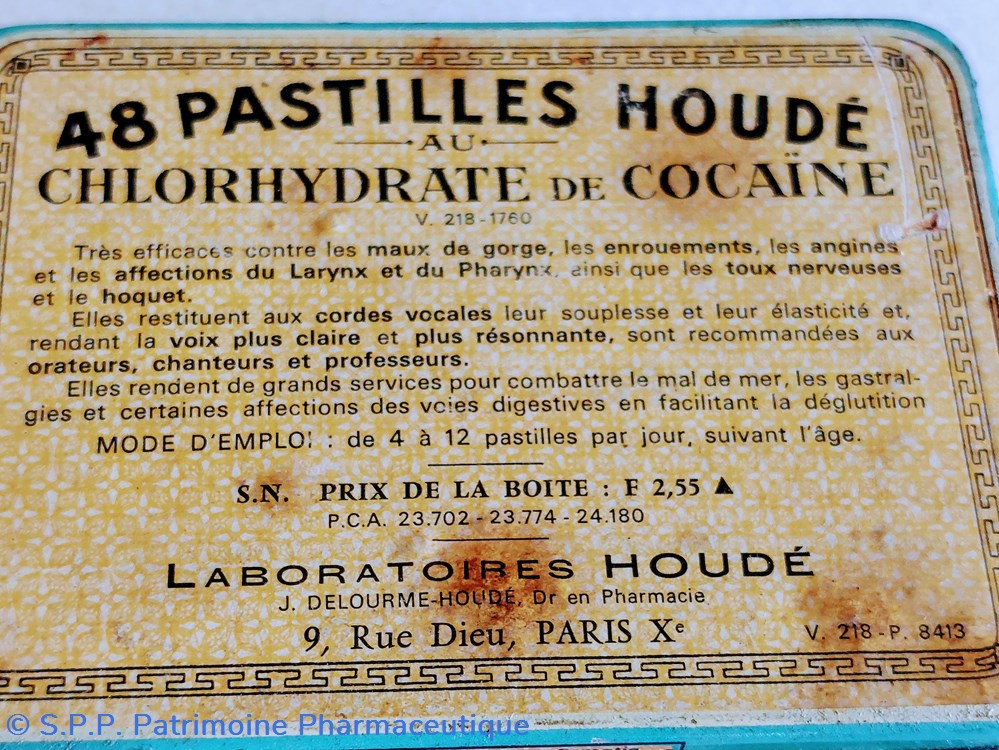 48 PASTILLES HOUDÉ
AU
CHLORHYDRATE DE COCAÏNE
V. 218-1760
Très efficaces contre les maux de gorge, les enrouements, les angines
et les affections du Larynx et du Pharynx, ainsi que les toux nerveuses
et le hoquet.
Elles restituent aux cordes vocales leur souplesse et leur élasticité et,
rendant la voix plus claire et plus résonnante, sont recommandées aux
orateurs, chanteurs et professeurs.
Elles rendent de grands services pour combattre le mal de mer, les gastral-
gies et certaines affections des voies digestives en facilitant la déglutition
MODE D'EMPLOI : de 4 à 12 pastilles par jour, suivant l'âge.
S.N. PRIX DE LA BOITE : F 2,55 ▲
P.C.A. 23.702 - 23.774 - 24.180
LABORATOIRES HOUDÉ
J. DELOURME-HOUDÉ, Dr en Pharmacie
9, Rue Dieu, PARIS Xe
V. 218 - P. 8413
© S.P.P. Patrimoine Pharmaceutique